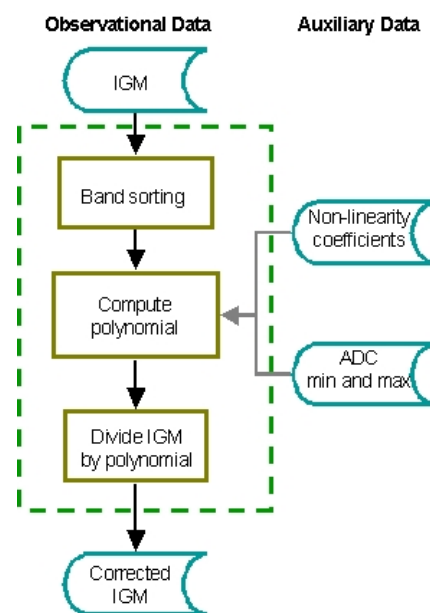 Observational Data
Auxiliary Data
IGM
Band sorting
Non-linearity
coefficients
Compute
polynomial
ADC
min and max
Divide IGM
by polynomial
Corrected
IGM